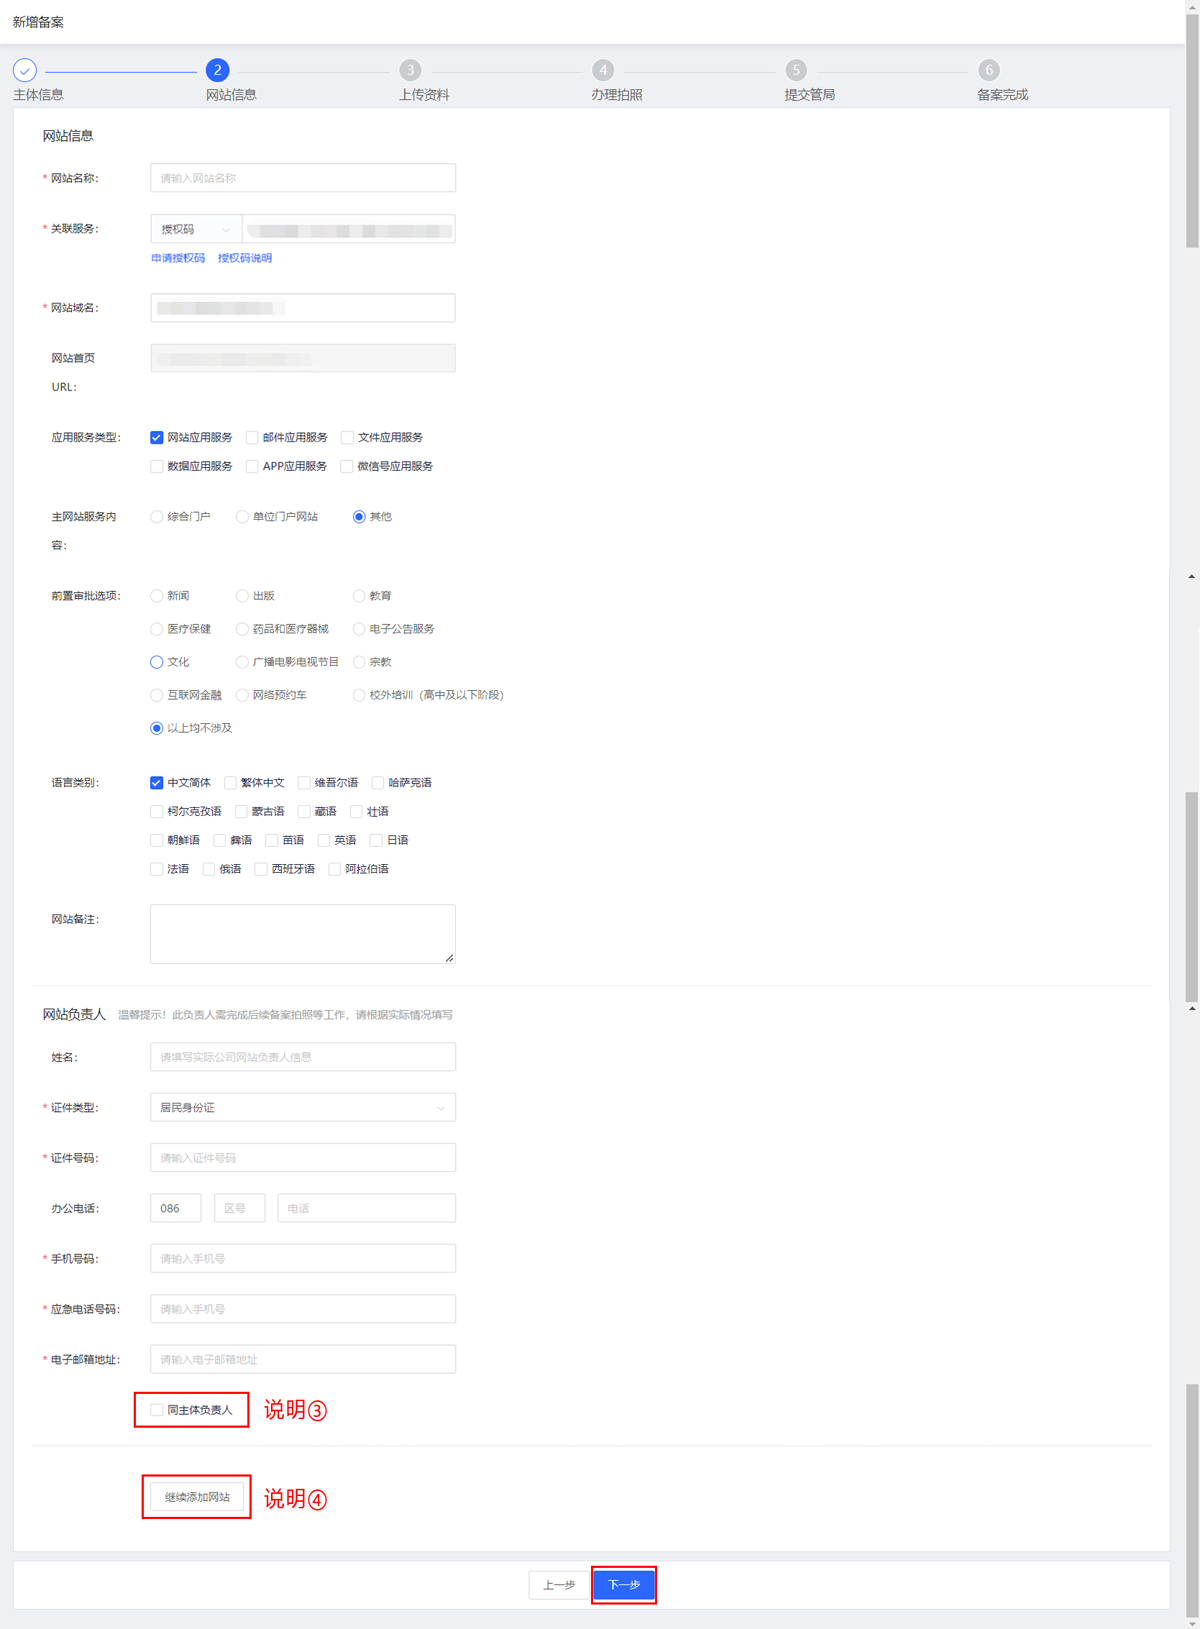 新增备案
2 3 4 5 6
主体信息 网站信息 上传资料 办理拍照 提交管局 备案完成
网站信息
* 网站名称： 请输入网站名称
* 关联服务： 授权码
申请授权码 授权码说明
* 网站域名：
网站首页
URL：
应用服务类型： 网站应用服务 邮件应用服务 文件应用服务
数据应用服务 APP应用服务 微信号应用服务
主网站服务内 综合门户 单位门户网站 其他
容：
前置审批选项： 新闻 出版 教育
医疗保健 药品和医疗器械 电子公告服务
文化 广播电影电视节目 宗教
互联网金融 网络预约车 校外培训（高中及以下阶段）
以上均不涉及
语言类别： 中文简体 繁体中文 维吾尔语 哈萨克语
柯尔克孜语 蒙古语 藏语 壮语
朝鲜语 彝语 苗语 英语 日语
法语 俄语 西班牙语 阿拉伯语
网站备注：
网站负责人 温馨提示！此负责人需完成后续备案拍照等工作，请根据实际情况填写
姓名： 请填写实际公司网站负责人信息
* 证件类型： 居民身份证
* 证件号码： 请输入证件号码
办公电话： 086 区号 电话
* 手机号码： 请输入手机号
* 应急电话号码： 请输入手机号
* 电子邮箱地址： 请输入电子邮箱地址
同主体负责人 说明③
继续添加网站 说明④
上一步 下一步